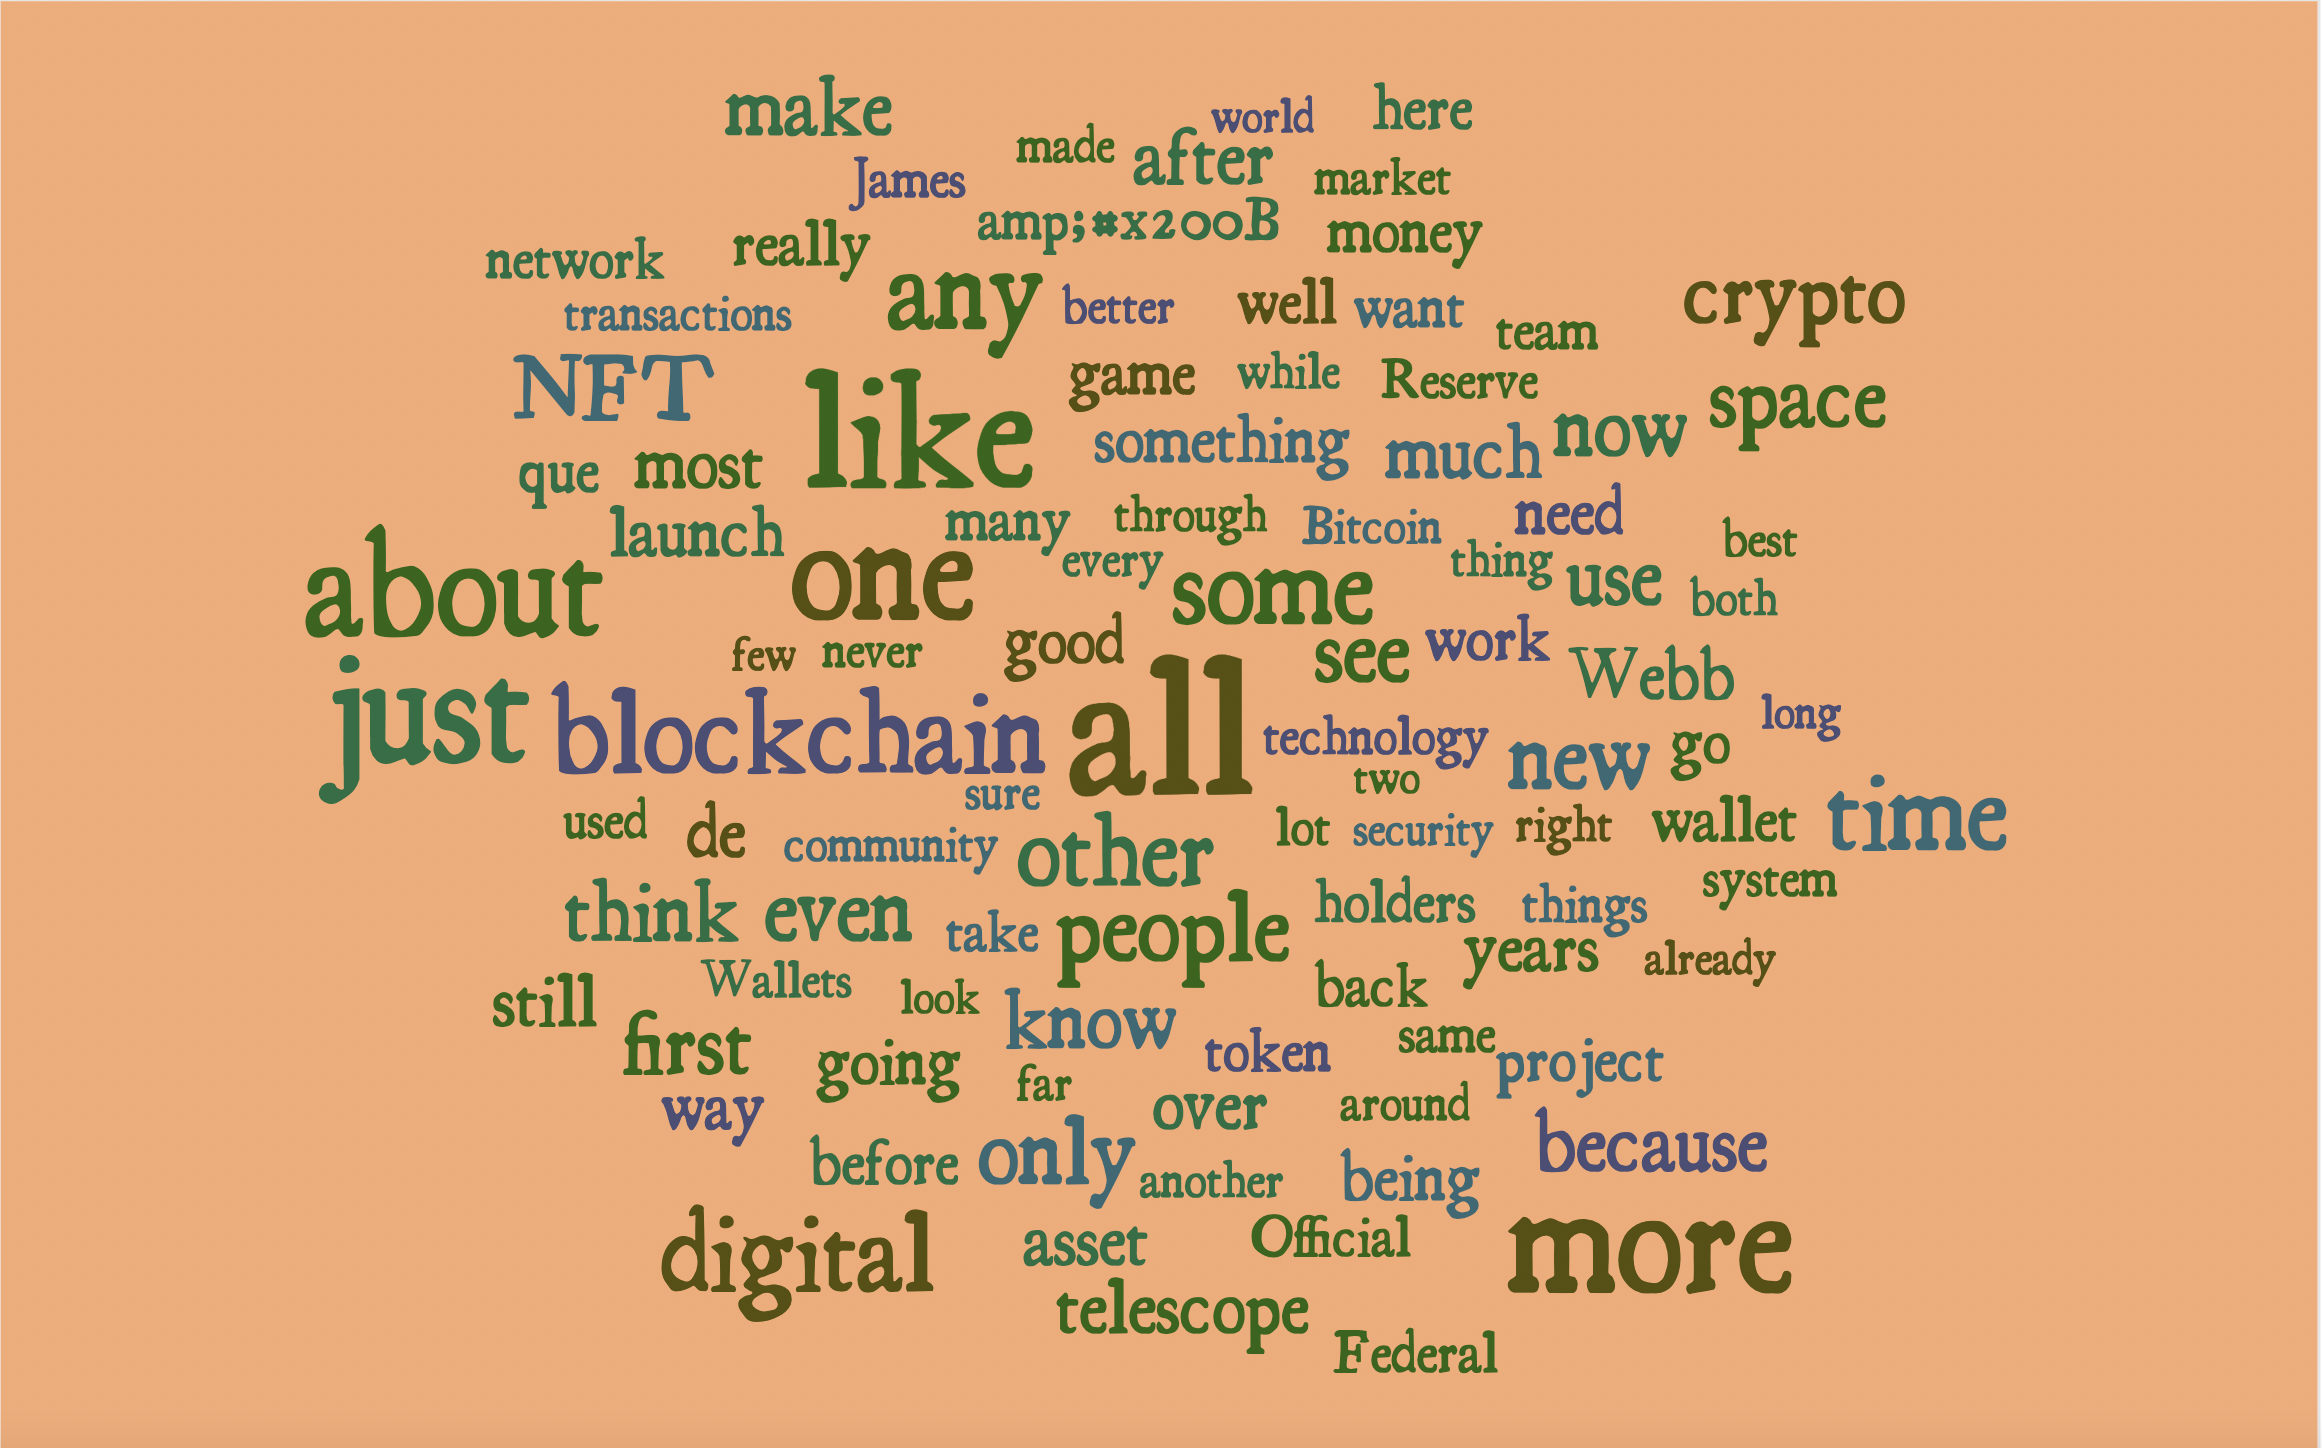 make world here
made after
James market
amp;#x200B money
network really
transactions any better well want team crypto
NFT like game while Reserve space
que most something much now
launch many through Bitcoin need best
about one every some thing use both
few never good see work Webb
just blockchain all technology new go long
sure two
used de community other lot security right wallet time
think even take people holders things system
years already
still Wallets look know back
first going far token same project
way over around
before only another being because
digital asset Official more
telescope
Federal